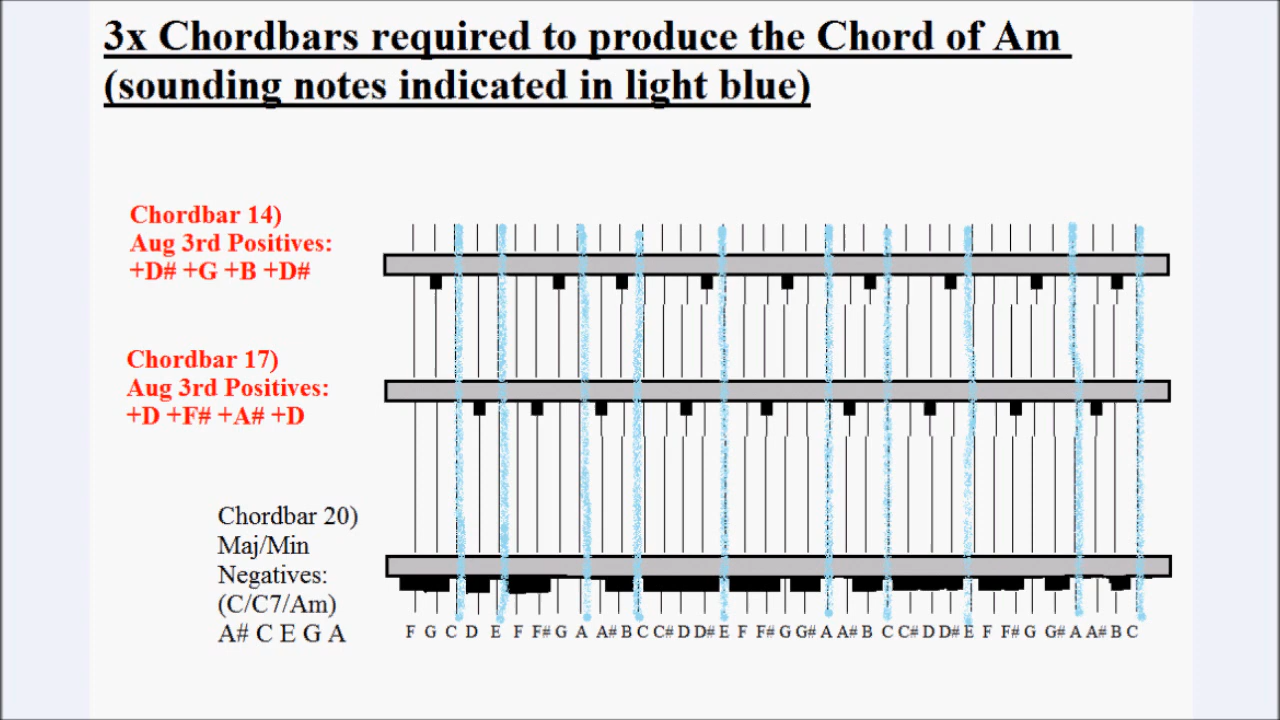 3x Chordbars required to produce the Chord of Am
(sounding notes indicated in light blue)
Chordbar 14)
Aug 3rd Positives:
+D# +G +B +D#
Chordbar 17)
Aug 3rd Positives:
+D +F# +A# +D
Chordbar 20)
Maj/Min
Negatives:
(C/C7/Am)
A# C E G A
F G C D E F F# G A A# B C C# D D# E F F# G G# A A# B C C# D D# E F F# G G# A A# B C